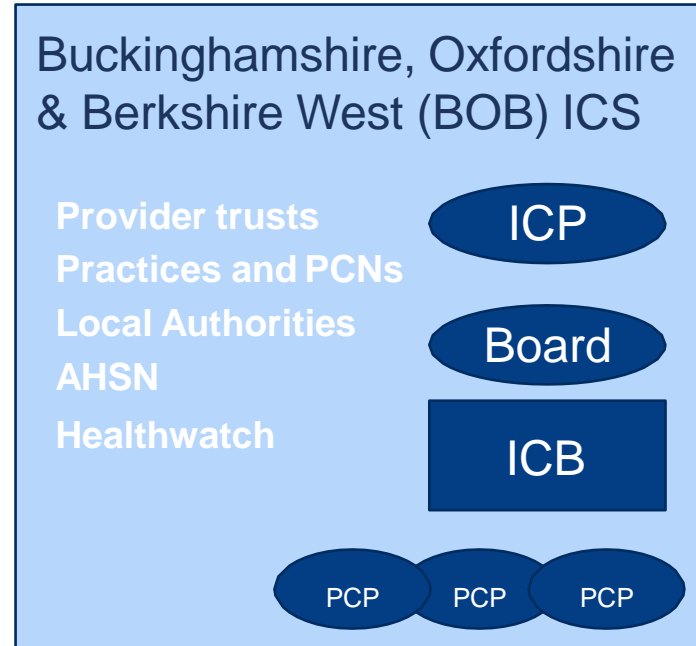 Buckinghamshire, Oxfordshire
& Berkshire West (BOB) ICS
Provider trusts
Practices and PCNs
Local Authorities
AHSN
Healthwatch
ICP
Board
ICB
PCP
PCP
PCP